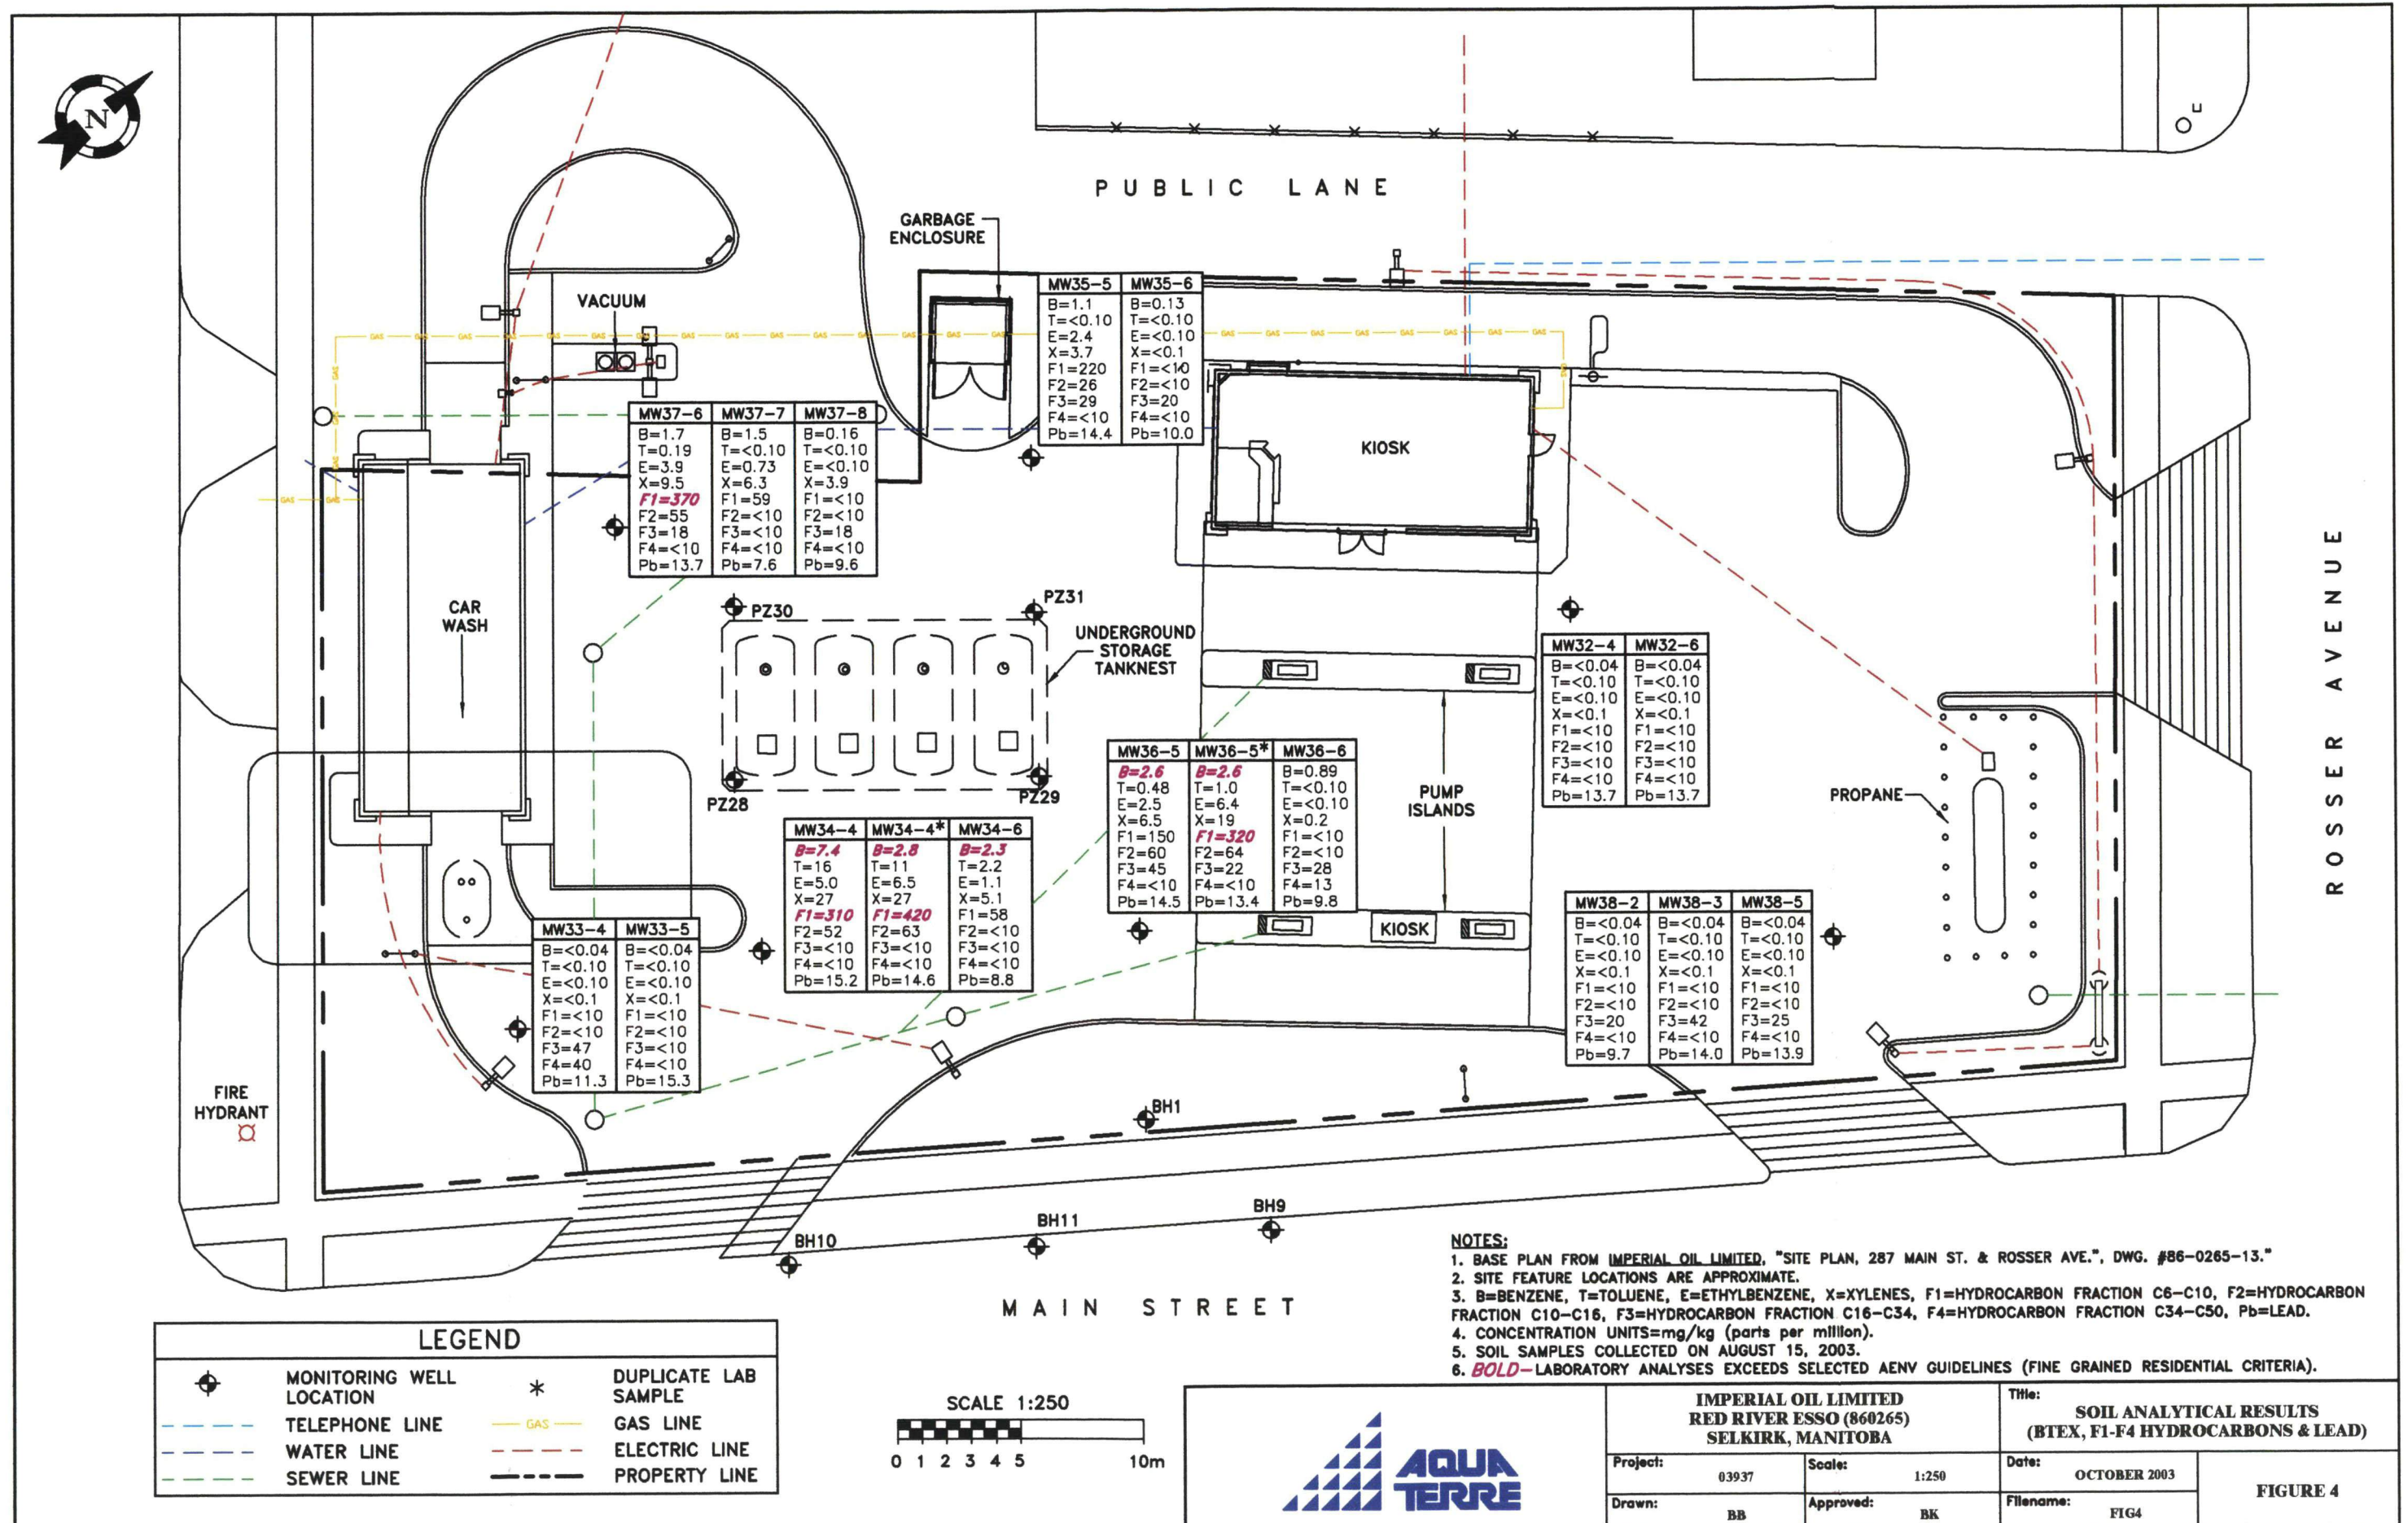 N
PUBLIC LANE
GARBAGE
ENCLOSURE
VACUUM
GAS
MW35-5 MW35-6
B=1.1 B=0.13
T=<0.10 T=<0.10
E=2.4 E=<0.10
X=3.7 X=<0.1
F1=220 F1=<10
F2=26 F2=<10
F3=29 F3=20
F4=<10 F4=<10
Pb=14.4 Pb=10.0
MW37-6 MW37-7 MW37-8
B=1.7 B=1.5 B=0.16
T=0.19 T=<0.10 T=<0.10
E=3.9 E=0.73 E=<0.10
X=9.5 X=6.3 X=3.9
F1=370 F1=59 F1=<10
F2=55 F2=<10 F2=<10
F3=18 F3=<10 F3=18
F4=<10 F4=<10 F4=<10
Pb=13.7 Pb=7.6 Pb=9.6
KIOSK
CAR
WASH
PZ30
PZ31
UNDERGROUND
STORAGE
TANKNEST
PZ28
PZ29
MW32-4 MW32-6
B=<0.04 B=<0.04
T=<0.10 T=<0.10
E=<0.10 E=<0.10
X=<0.1 X=<0.1
F1=<10 F1=<10
F2=<10 F2=<10
F3=<10 F3=<10
F4=<10 F4=<10
Pb=13.7 Pb=13.7
ROSSER AVENUE
MW36-5 MW36-5* MW36-6
B=2.6 B=2.6 B=0.89
T=0.48 T=1.0 T=<0.10
E=2.5 E=6.4 E=<0.10
X=6.5 X=19 X=0.2
F1=150 F1=320 F1=<10
F2=60 F2=64 F2=<10
F3=45 F3=22 F3=28
F4=<10 F4=<10 F4=13
Pb=14.5 Pb=13.4 Pb=9.8
PUMP
ISLANDS
PROPANE
MW34-4 MW34-4* MW34-6
B=7.4 B=2.8 B=2.3
T=16 T=11 T=2.2
E=5.0 E=6.5 E=1.1
X=27 X=27 X=5.1
F1=310 F1=420 F1=58
F2=52 F2=63 F2=<10
F3=<10 F3=<10 F3=<10
F4=<10 F4=<10 F4=<10
Pb=15.2 Pb=14.6 Pb=8.8
KIOSK
MW33-4 MW33-5
B=<0.04 B=<0.04
T=<0.10 T=<0.10
E=<0.10 E=<0.10
X=<0.1 X=<0.1
F1=<10 F1=<10
F2=<10 F2=<10
F3=47 F3=<10
F4=40 F4=<10
Pb=11.3 Pb=15.3
MW38-2 MW38-3 MW38-5
B=<0.04 B=<0.04 B=<0.04
T=<0.10 T=<0.10 T=<0.10
E=<0.10 E=<0.10 E=<0.10
X=<0.1 X=<0.1 X=<0.1
F1=<10 F1=<10 F1=<10
F2=<10 F2=<10 F2=<10
F3=20 F3=42 F3=25
F4=<10 F4=<10 F4=<10
Pb=9.7 Pb=14.0 Pb=13.9
FIRE
HYDRANT
BH1
BH9
BH11
BH10
MAIN STREET
NOTES:
1. BASE PLAN FROM IMPERIAL OIL LIMITED, "SITE PLAN, 287 MAIN ST. & ROSSER AVE.", DWG. #86-0265-13."
2. SITE FEATURE LOCATIONS ARE APPROXIMATE.
3. B=BENZENE, T=TOLUENE, E=ETHYLBENZENE, X=XYLENES, F1=HYDROCARBON FRACTION C6-C10, F2=HYDROCARBON
FRACTION C10-C16, F3=HYDROCARBON FRACTION C16-C34, F4=HYDROCARBON FRACTION C34-C50, Pb=LEAD.
4. CONCENTRATION UNITS=mg/kg (parts per million).
5. SOIL SAMPLES COLLECTED ON AUGUST 15, 2003.
6. BOLD-LABORATORY ANALYSES EXCEEDS SELECTED AENV GUIDELINES (FINE GRAINED RESIDENTIAL CRITERIA).
LEGEND
MONITORING WELL
LOCATION
TELEPHONE LINE
WATER LINE
SEWER LINE
* DUPLICATE LAB
SAMPLE
GAS GAS LINE
ELECTRIC LINE
PROPERTY LINE
SCALE 1:250
0 1 2 3 4 5 10m
AQUA
TERRE
IMPERIAL OIL LIMITED
RED RIVER ESSO (860265)
SELKIRK, MANITOBA
Title:
SOIL ANALYTICAL RESULTS
(BTEX, F1-F4 HYDROCARBONS & LEAD)
Project: 03937
Scale: 1:250
Date: OCTOBER 2003
Drawn: BB
Approved: BK
Filename: FIG4
FIGURE 4